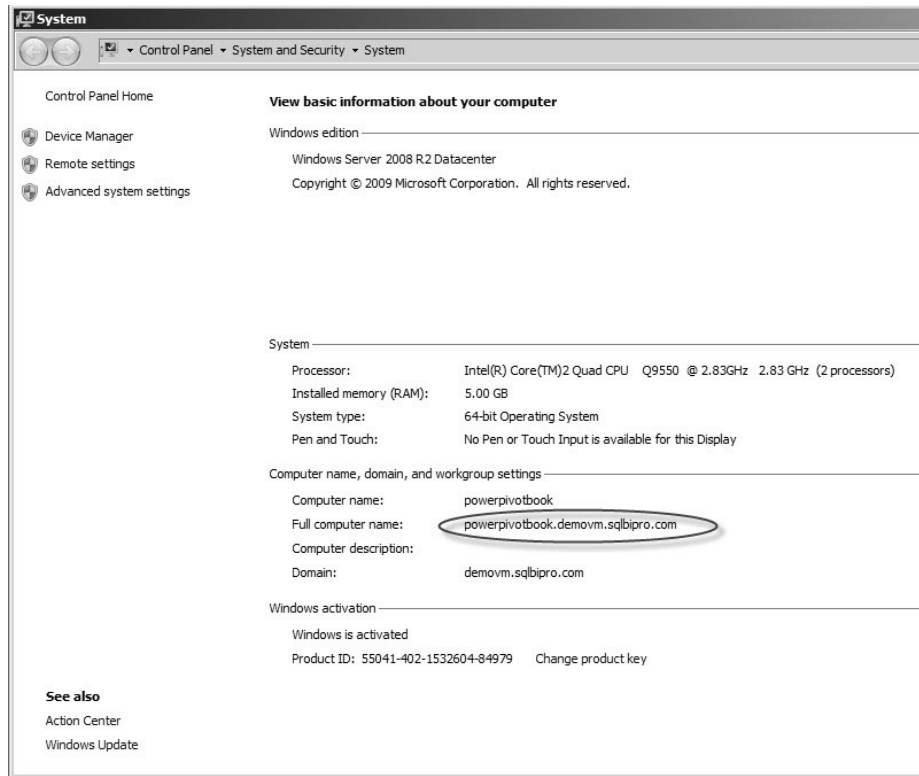 System
Control Panel ▾ System and Security ▾ System
Control Panel Home
Device Manager
Remote settings
Advanced system settings
See also
Action Center
Windows Update
View basic information about your computer
Windows edition
Windows Server 2008 R2 Datacenter
Copyright © 2009 Microsoft Corporation. All rights reserved.
System
Processor: Intel(R) Core(TM)2 Quad CPU Q9550 @ 2.83GHz 2.83 GHz (2 processors)
Installed memory (RAM): 5.00 GB
System type: 64-bit Operating System
Pen and Touch: No Pen or Touch Input is available for this Display
Computer name, domain, and workgroup settings
Computer name: powerpivotbook
Full computer name: powerpivotbook.demovm.sqlbipro.com
Computer description:
Domain: demovm.sqlbipro.com
Windows activation
Windows is activated
Product ID: 55041-402-1532604-84979 Change product key